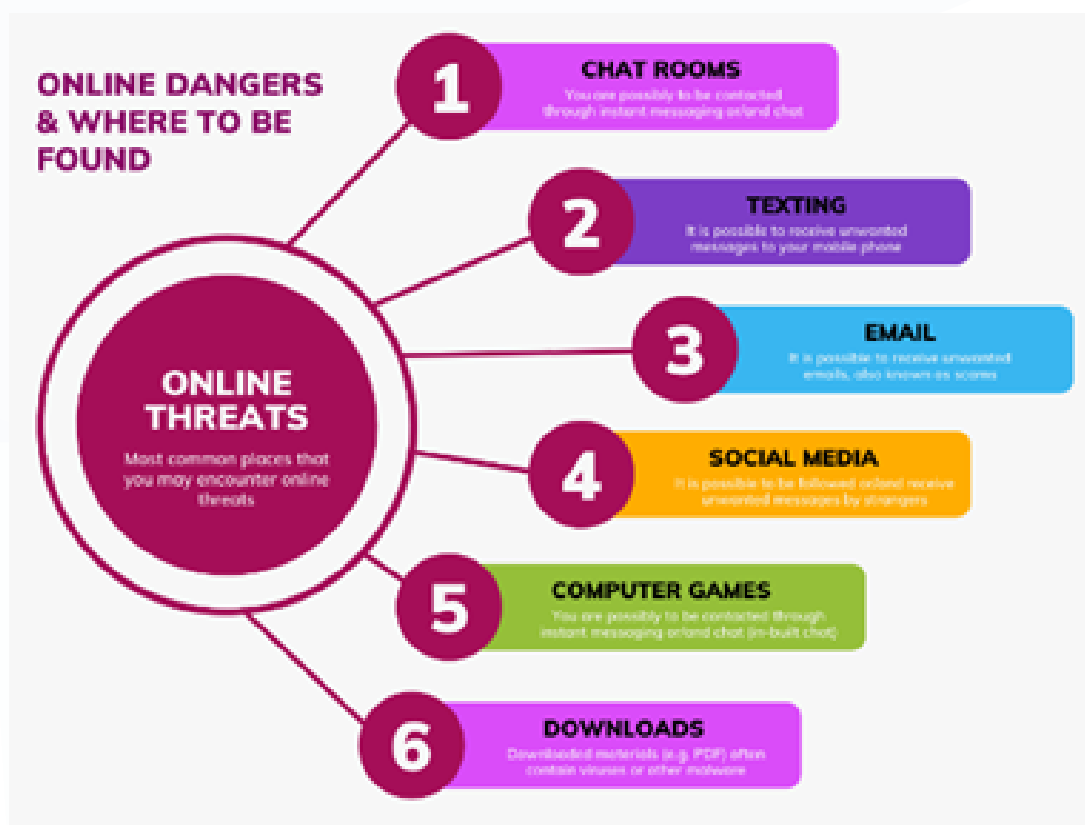 ONLINE DANGERS
& WHERE TO BE
FOUND
ONLINE
THREATS
Most common places that
you may encounter online
threats
1
CHAT ROOMS
You are possibly to be contacted
through instant messaging or/and chat
2
TEXTING
It is possible to receive unwanted
messages to your mobile phone
3
EMAIL
It is possible to receive unwanted
emails, also known as scams
4
SOCIAL MEDIA
It is possible to be followed or/and receive
unwanted messages by strangers
5
COMPUTER GAMES
You are possibly to be contacted through
instant messaging or/and chat (in-built chat)
6
DOWNLOADS
Downloaded materials (e.g. PDF) often
contain viruses or other malware